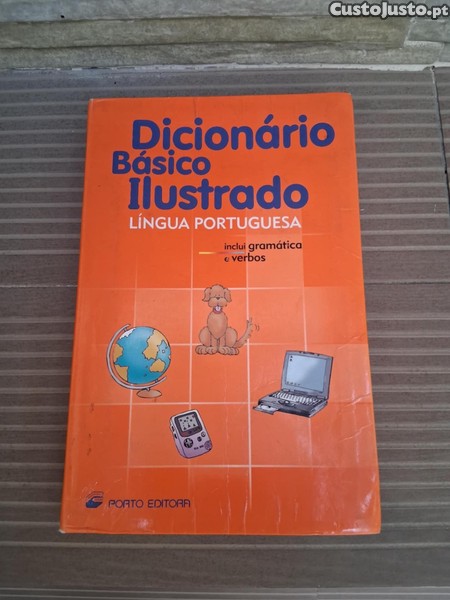 CustoJusto.pt
Dicionário
Básico
Ilustrado
LÍNGUA PORTUGUESA
inclui gramática
e verbos
PORTO EDITORA